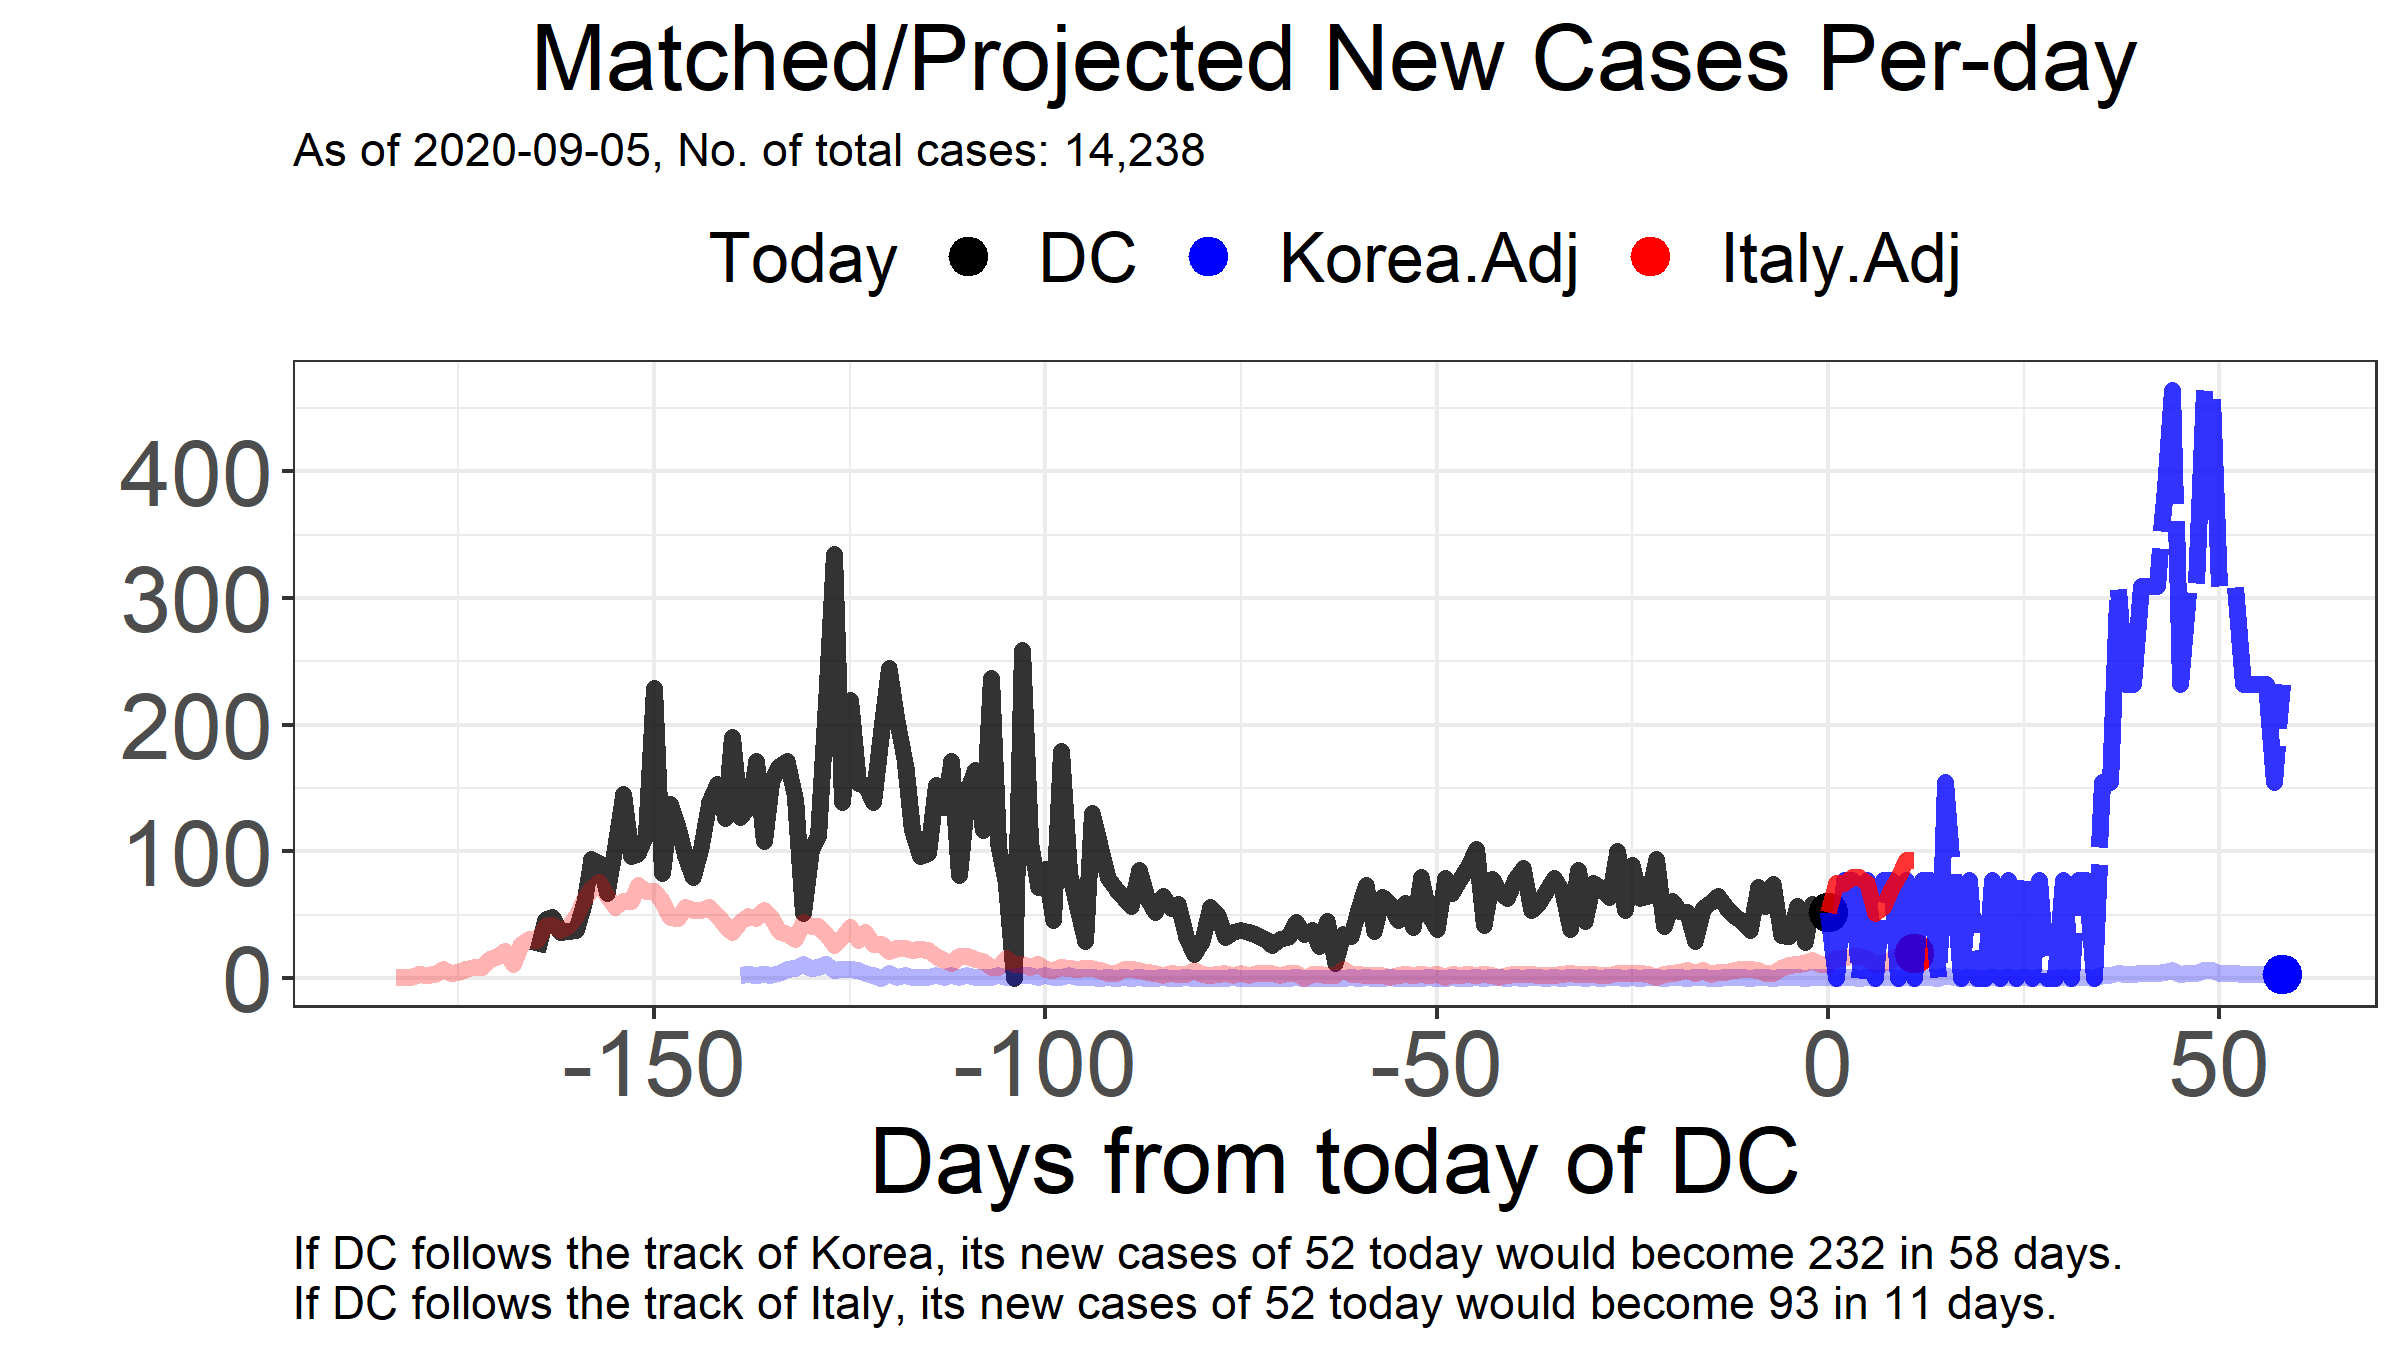 Matched/Projected New Cases Per-day
As of 2020-09-05, No. of total cases: 14,238
Today DC Korea.Adj Italy.Adj
400
300
200
100
0
-150 -100 -50 0 50
Days from today of DC
If DC follows the track of Korea, its new cases of 52 today would become 232 in 58 days.
If DC follows the track of Italy, its new cases of 52 today would become 93 in 11 days.